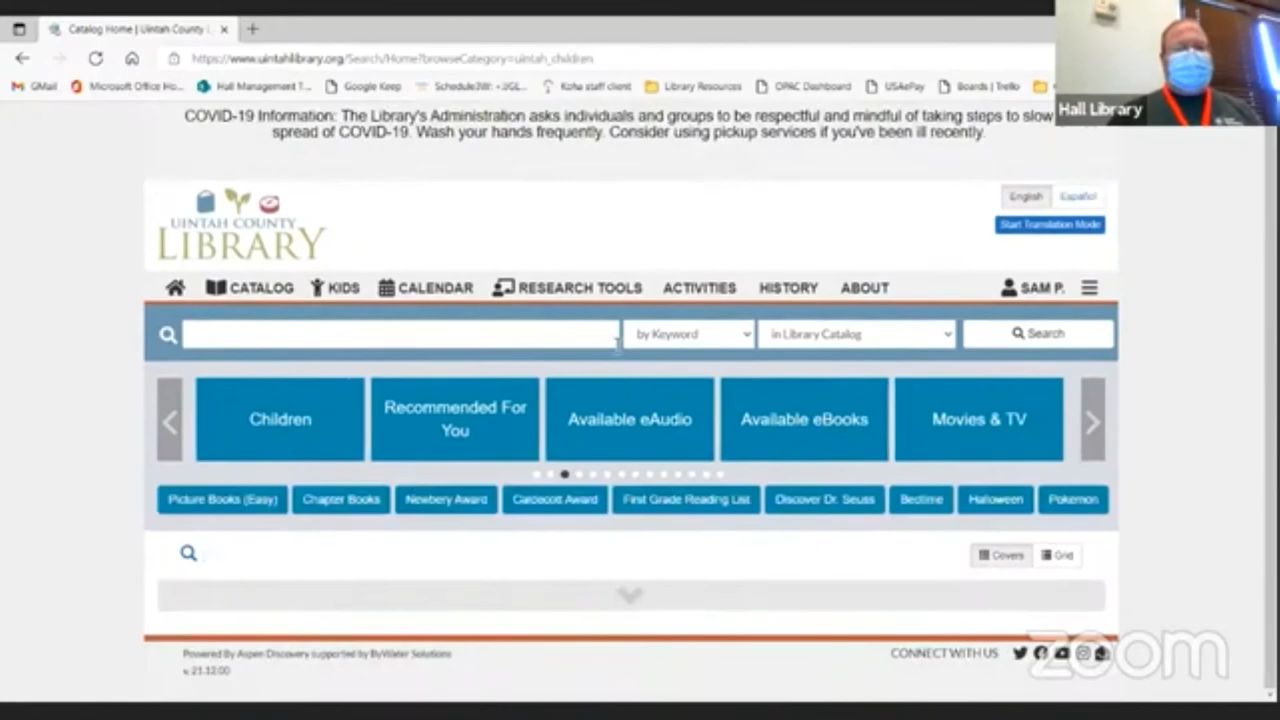 Catalog Home | Uintah County L
https://www.uintahlibrary.org/Search/Home?browseCategory=uintah_children
GMail Microsoft Office Ho... Hall Management T... Google Keep Schedule3W: +JGL... Koha staff client Library Resources OPAC Dashboard USAePay Boards | Trello
Hall Library
COVID-19 Information: The Library's Administration asks individuals and groups to be respectful and mindful of taking steps to slow
spread of COVID-19. Wash your hands frequently. Consider using pickup services if you've been ill recently.
English Español
Start Translation Mode
UINTAH COUNTY
LIBRARY
CATALOG KIDS CALENDAR RESEARCH TOOLS ACTIVITIES HISTORY ABOUT SAM P.
by Keyword in Library Catalog Search
Children Recommended For You Available eAudio Available eBooks Movies & TV
Picture Books (Easy) Chapter Books Newbery Award Caldecott Award First Grade Reading List Discover Dr. Seuss Bedtime Halloween Pokemon
Covers Grid
Powered By Aspen Discovery supported by ByWater Solutions
v.21.12.00
CONNECT WITH US
zoom